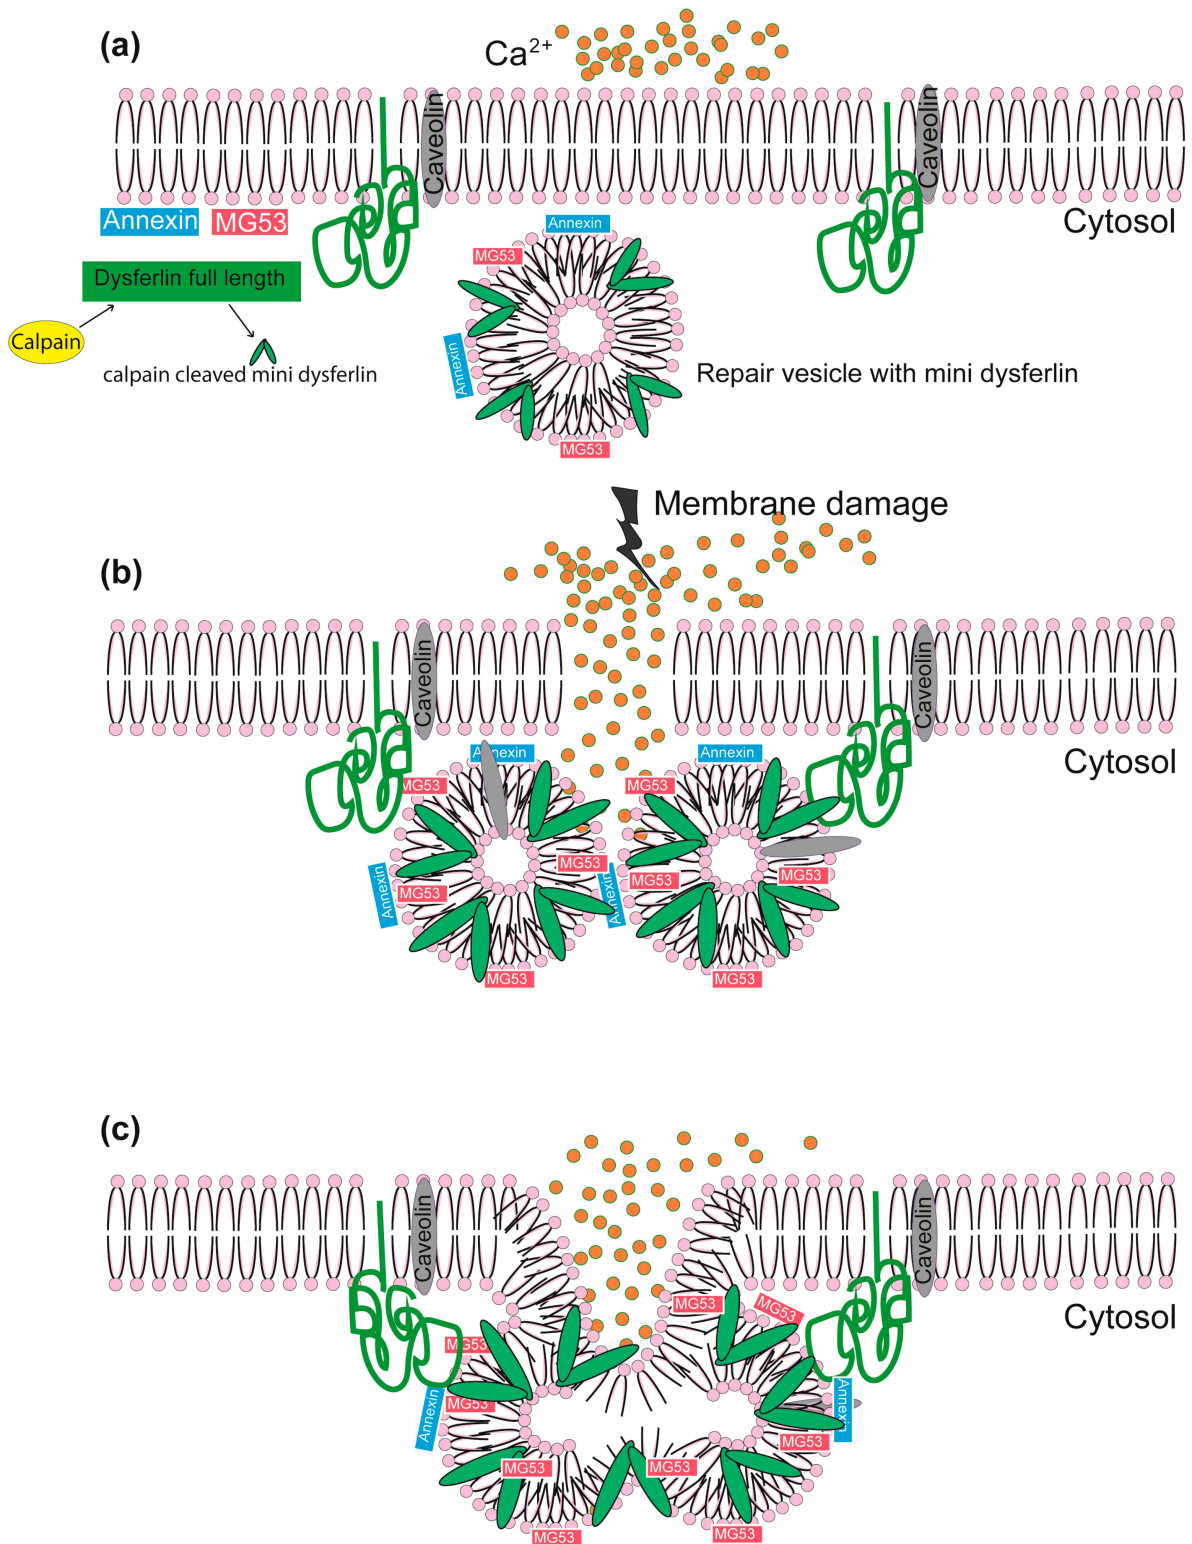 (a)
Ca2+
Caveolin
Caveolin
Annexin
MG53
Cytosol
Annexin
MG53
Dysferlin full length
Calpain
calpain cleaved mini dysferlin
Annexin
Repair vesicle with mini dysferlin
MG53
Membrane damage
(b)
Caveolin
Caveolin
Cytosol
Annexin
Annexin
MG53
MG53
MG53
MG53
MG53
MG53
Annexin
Annexin
MG53
MG53
(c)
Caveolin
Caveolin
Cytosol
MG53
MG53
MG53
Annexin
MG53
Annexin
MG53
MG53
MG53
MG53
MG53